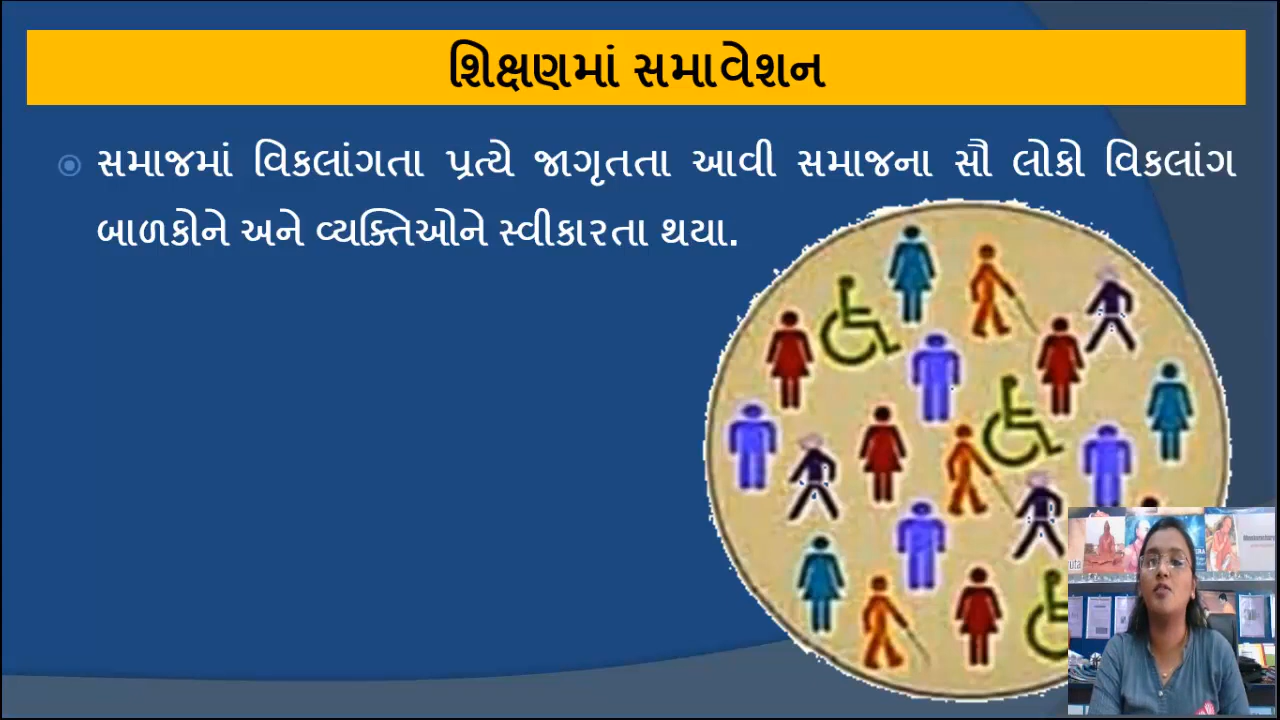 શિક્ષણમાં સમાવેશન
સમાજમાં વિકલાંગતા પ્રત્યે જાગૃતતા આવી સમાજના સૌ લોકો વિકલાંગ
બાળકોને અને વ્યક્તિઓને સ્વીકારતા થયા.